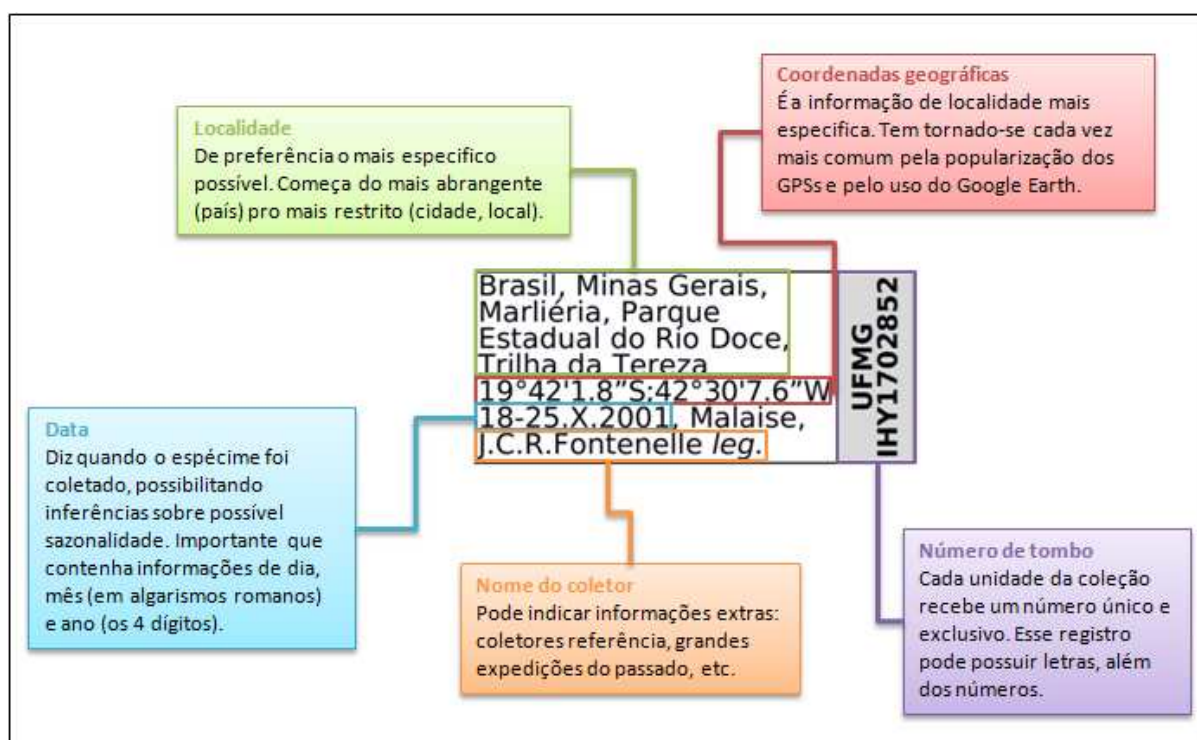 Coordenadas geográficas
É a informação de localidade mais
especifica. Tem tornado-se cada vez
mais comum pela popularização dos
GPSs e pelo uso do Google Earth.
Localidade
De preferência o mais especifico
possível. Começa do mais abrangente
(país) pro mais restrito (cidade, local).
Brasil, Minas Gerais,
Marliéria, Parque
Estadual do Rio Doce,
Trilha da Tereza
19°42'1.8”S;42°30'7.6”W
18-25.X.2001, Malaise,
J.C.R.Fontenelle leg.
UFMG
IHY1702852
Data
Diz quando o espécime foi
coletado, possibilitando
inferências sobre possível
sazonalidade. Importante que
contenha informações de dia,
mês (em algarismos romanos)
e ano (os 4 dígitos).
Nome do coletor
Pode indicar informações extras:
coletores referência, grandes
expedições do passado, etc.
Número de tombo
Cada unidade da coleção
recebe um número único e
exclusivo. Esse registro
pode possuir letras, além
dos números.